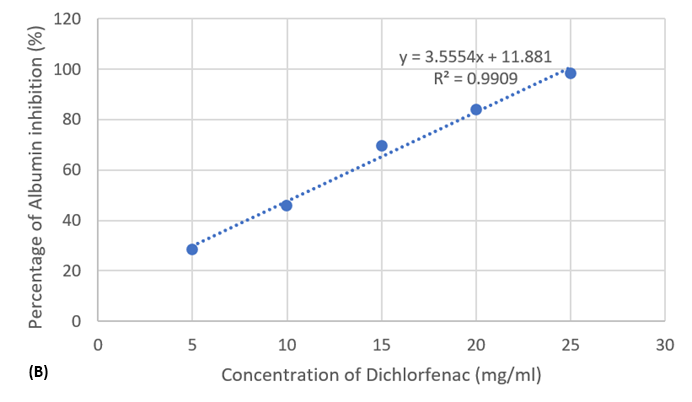 120
100
80
60
40
20
0
Percentage of Albumin inhibition (%)
y = 3.5554x + 11.881
R² = 0.9909
0 5 10 15 20 25 30
Concentration of Dichlorfenac (mg/ml)
(B)